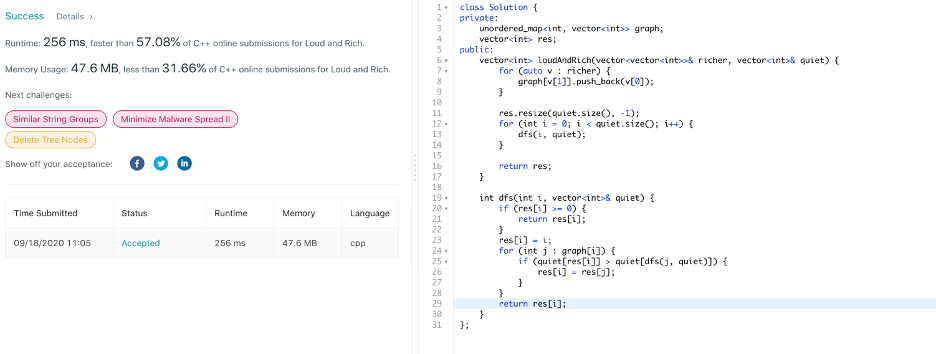 Success Details ›
Runtime: 256 ms, faster than 57.08% of C++ online submissions for Loud and Rich.
Memory Usage: 47.6 MB, less than 31.66% of C++ online submissions for Loud and Rich.
Next challenges:
Similar String Groups Minimize Malware Spread II
Delete Tree Nodes
Show off your acceptance:
Time Submitted Status Runtime Memory Language
09/18/2020 11:05 Accepted 256 ms 47.6 MB cpp
1 class Solution {
2 private:
3     unordered_map<int, vector<int>> graph;
4     vector<int> res;
5 public:
6     vector<int> loudAndRich(vector<vector<int>>& richer, vector<int>& quiet) {
7         for (auto v : richer) {
8             graph[v[1]].push_back(v[0]);
9         }
10
11         res.resize(quiet.size(), -1);
12         for (int i = 0; i < quiet.size(); i++) {
13             dfs(i, quiet);
14         }
15
16         return res;
17     }
18
19     int dfs(int i, vector<int>& quiet) {
20         if (res[i] >= 0) {
21             return res[i];
22         }
23         res[i] = i;
24         for (int j : graph[i]) {
25             if (quiet[res[i]] > quiet[dfs(j, quiet)]) {
26                 res[i] = res[j];
27             }
28         }
29         return res[i];
30     }
31 };